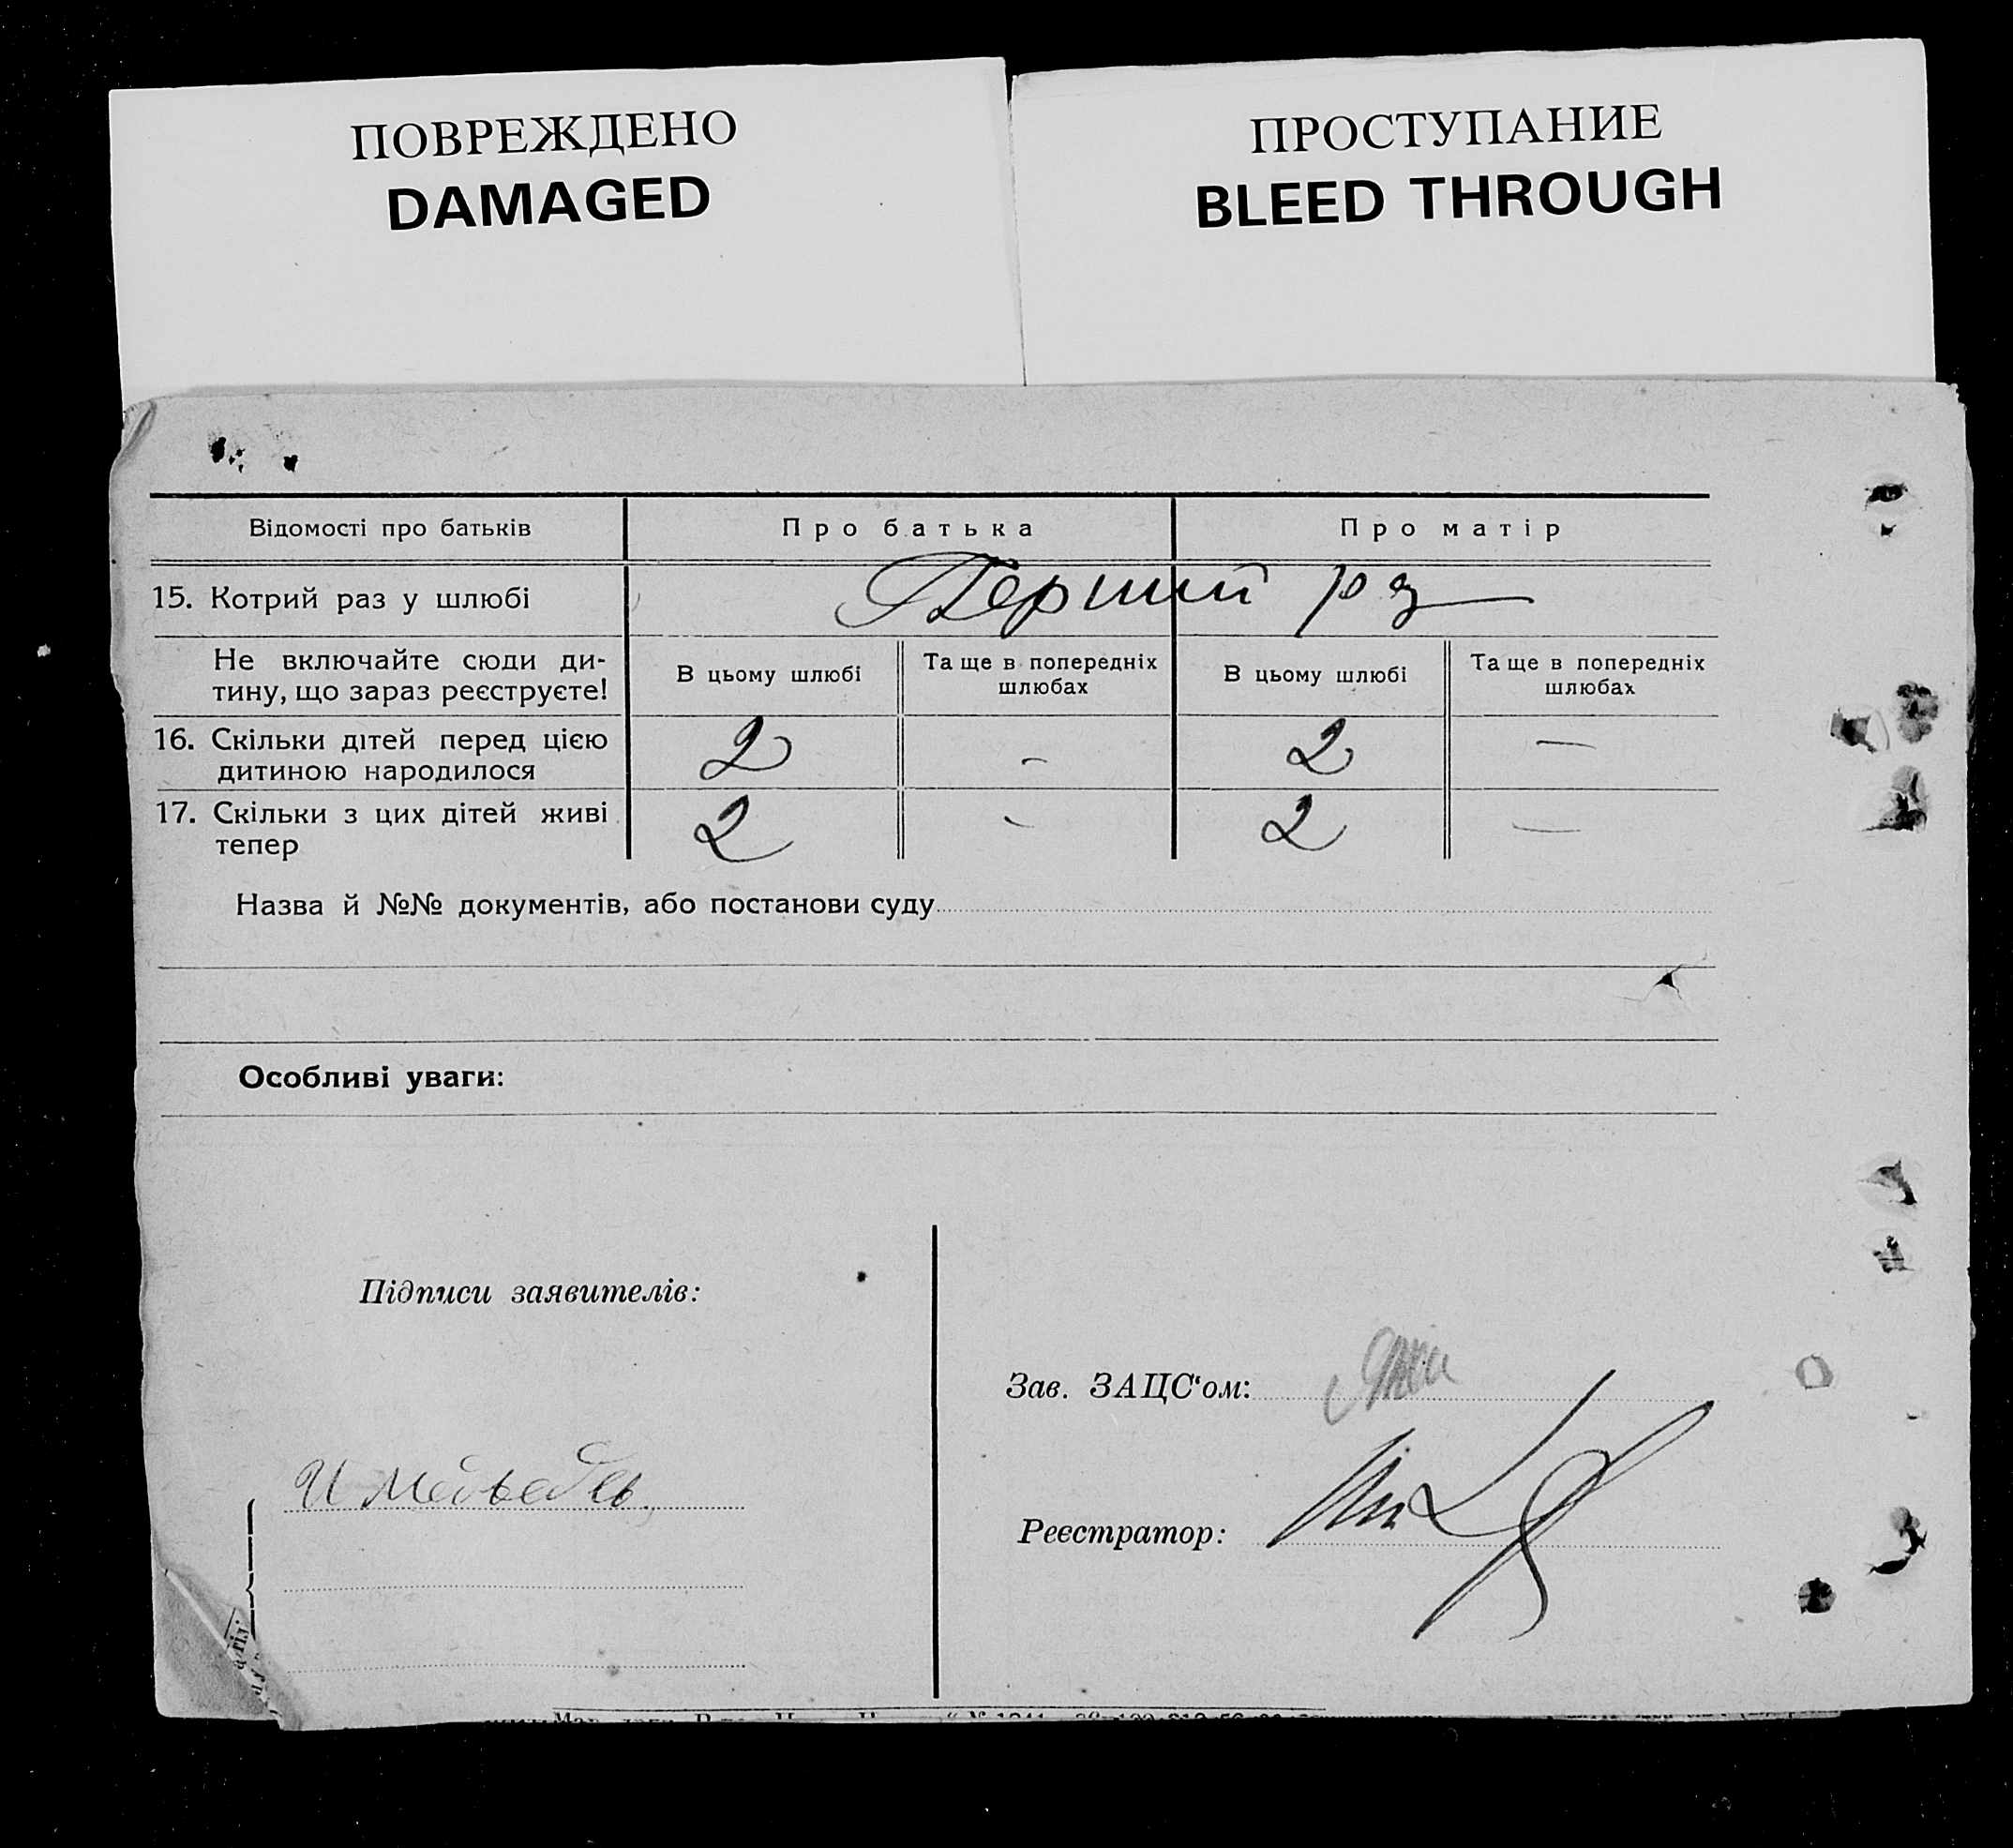 ПОВРЕЖДЕНО
DAMAGED
ПРОСТУПАНИЕ
BLEED THROUGH
Відомості про батьків
Про батька
Про матір
15. Котрий раз у шлюбі
Перший раз
Не включайте сюди ди-
тину, що зараз реєструєте!
В цьому шлюбі
Та ще в попередніх
шлюбах
В цьому шлюбі
Та ще в попередніх
шлюбах
16. Скільки дітей перед цією
дитиною народилося
2 - 2 —
17. Скільки з цих дітей живі
тепер
2 - 2 —
Назва й №№ документів, або постанови суду
Особливі уваги:
Підписи заявителів:
И Медведев
Зав. ЗАЦС‘ом:
Реєстратор: